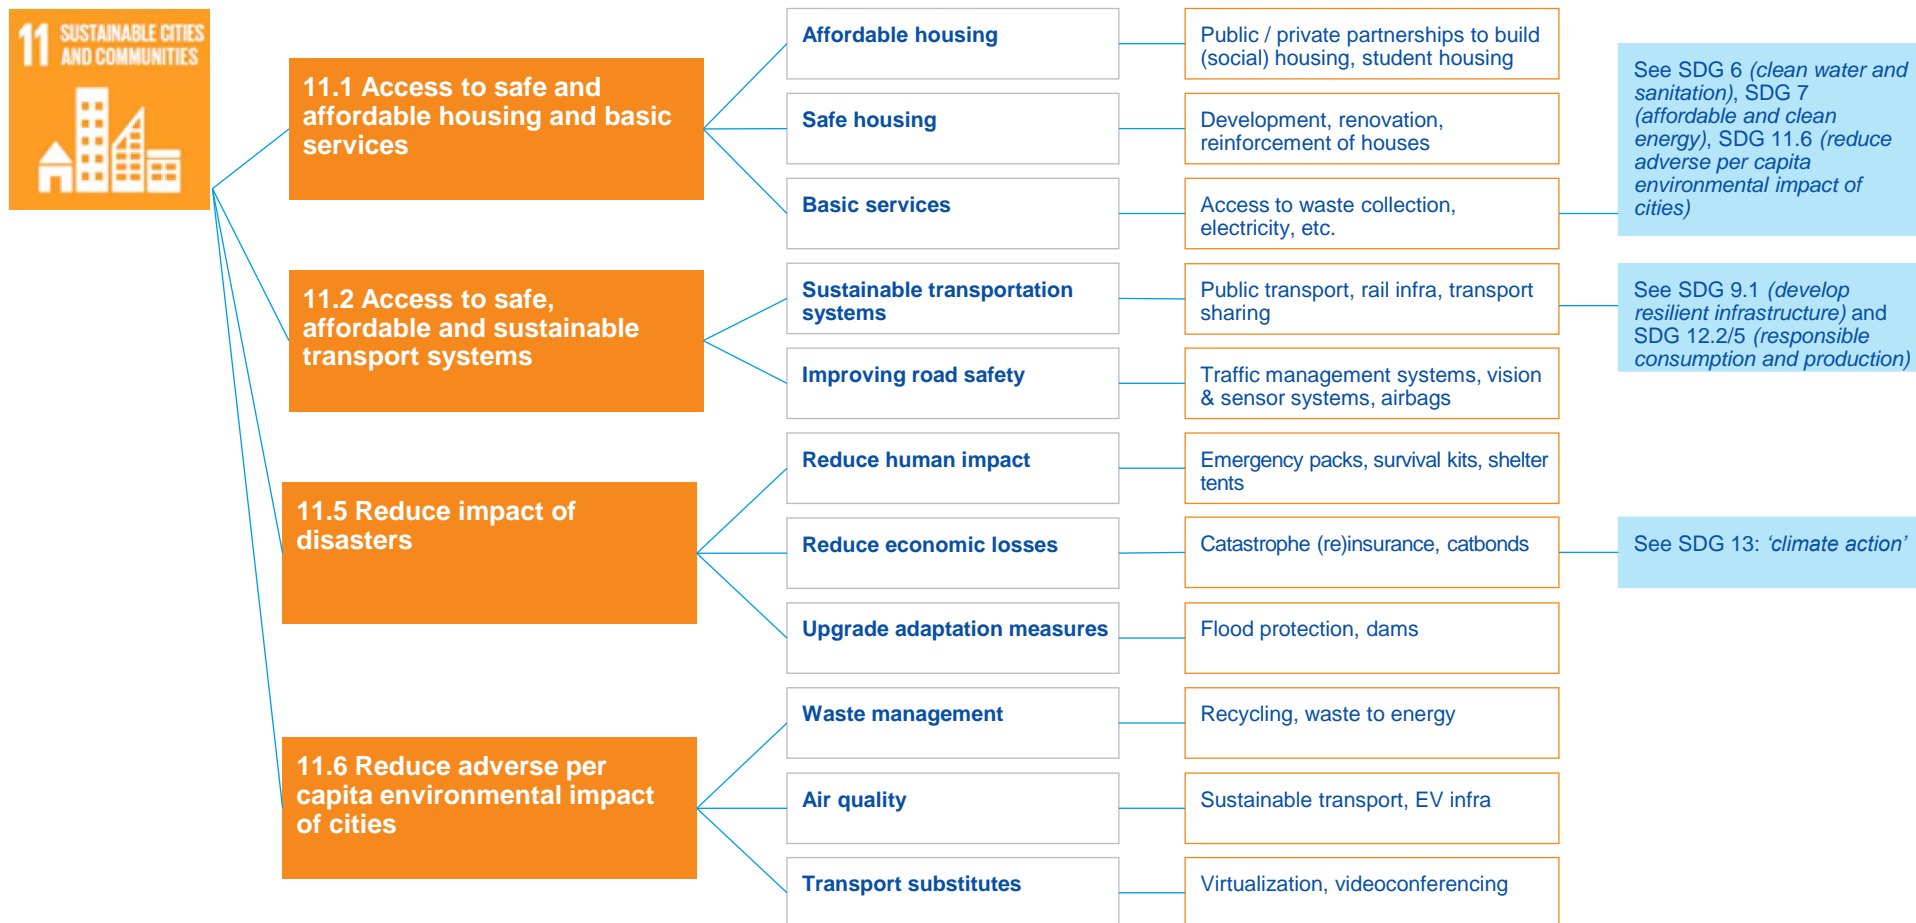 11 SUSTAINABLE CITIES
AND COMMUNITIES
11.1 Access to safe and
affordable housing and basic
services
Affordable housing
Public / private partnerships to build
(social) housing, student housing
Safe housing
Development, renovation,
reinforcement of houses
Basic services
Access to waste collection,
electricity, etc.
See SDG 6 (clean water and
sanitation), SDG 7
(affordable and clean
energy), SDG 11.6 (reduce
adverse per capita
environmental impact of
cities)
11.2 Access to safe,
affordable and sustainable
transport systems
Sustainable transportation
systems
Public transport, rail infra, transport
sharing
See SDG 9.1 (develop
resilient infrastructure) and
SDG 12.2/5 (responsible
consumption and production)
Improving road safety
Traffic management systems, vision
& sensor systems, airbags
11.5 Reduce impact of
disasters
Reduce human impact
Emergency packs, survival kits, shelter
tents
Reduce economic losses
Catastrophe (re)insurance, catbonds
See SDG 13: ‘climate action’
Upgrade adaptation measures
Flood protection, dams
11.6 Reduce adverse per
capita environmental impact
of cities
Waste management
Recycling, waste to energy
Air quality
Sustainable transport, EV infra
Transport substitutes
Virtualization, videoconferencing